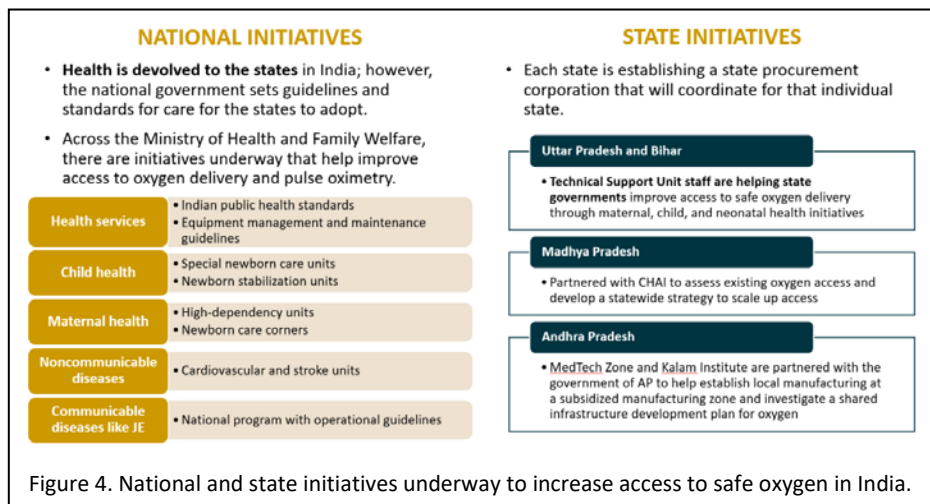 NATIONAL INITIATIVES
• Health is devolved to the states in India; however,
the national government sets guidelines and
standards for care for the states to adopt.
• Across the Ministry of Health and Family Welfare,
there are initiatives underway that help improve
access to oxygen delivery and pulse oximetry.
Health services
• Indian public health standards
• Equipment management and maintenance
guidelines
Child health
• Special newborn care units
• Newborn stabilization units
Maternal health
• High-dependency units
• Newborn care corners
Noncommunicable
diseases
• Cardiovascular and stroke units
Communicable
diseases like JE
• National program with operational guidelines
STATE INITIATIVES
• Each state is establishing a state procurement
corporation that will coordinate for that individual
state.
Uttar Pradesh and Bihar
• Technical Support Unit staff are helping state
governments improve access to safe oxygen delivery
through maternal, child, and neonatal health initiatives
Madhya Pradesh
• Partnered with CHAI to assess existing oxygen access and
develop a statewide strategy to scale up access
Andhra Pradesh
• MedTech Zone and Kalam Institute are partnered with the
government of AP to help establish local manufacturing at
a subsidized manufacturing zone and investigate a shared
infrastructure development plan for oxygen
Figure 4. National and state initiatives underway to increase access to safe oxygen in India.